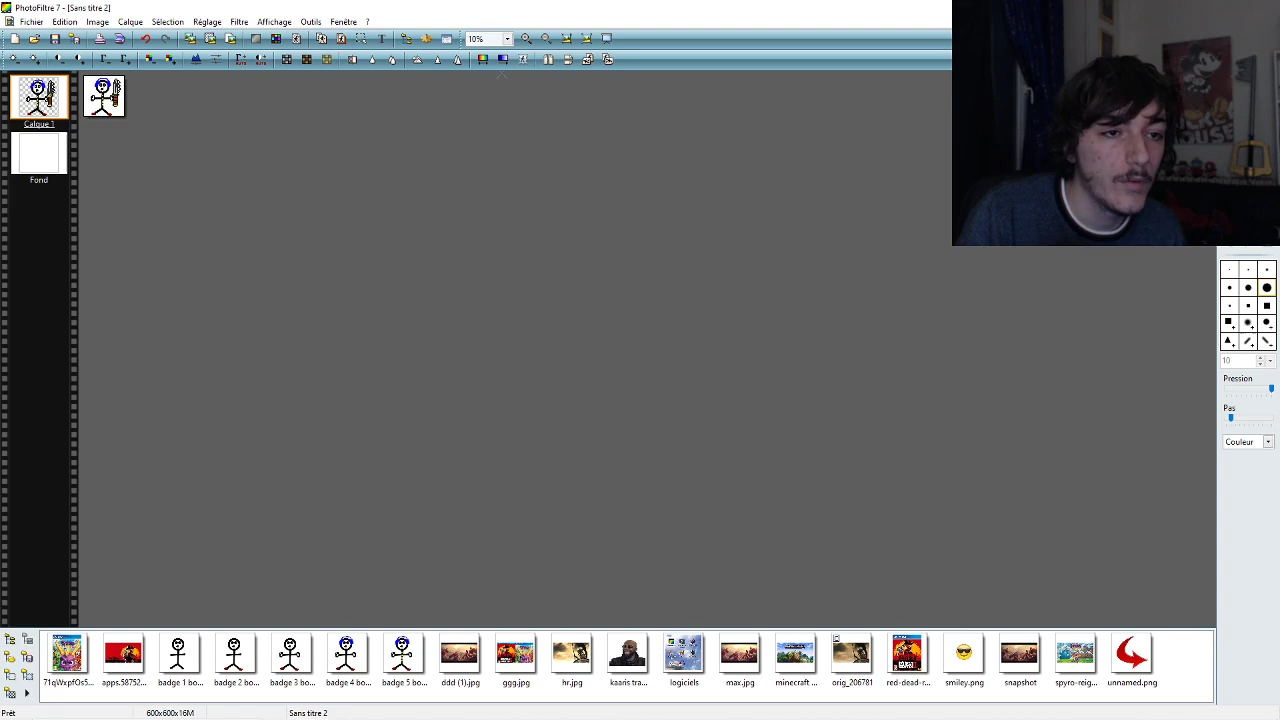 PhotoFiltre 7 - [Sans titre 2]
Fichier Edition Image Calque Sélection Réglage Filtre Affichage Outils Fenêtre ?
10%
Calque 1
Fond
10
Pression
Pas
Couleur
71qWxpfOs5... apps.58752... badge 1 bo... badge 2 bo... badge 3 bo... badge 4 bo... badge 5 bo... ddd (1).jpg ggg.jpg hr.jpg kaaris tra... logiciels max.jpg minecraft ... orig_206781 red-dead-r... smiley.png snapshot spyro-reig... unnamed.png
Prêt 600x600x16M Sans titre 2